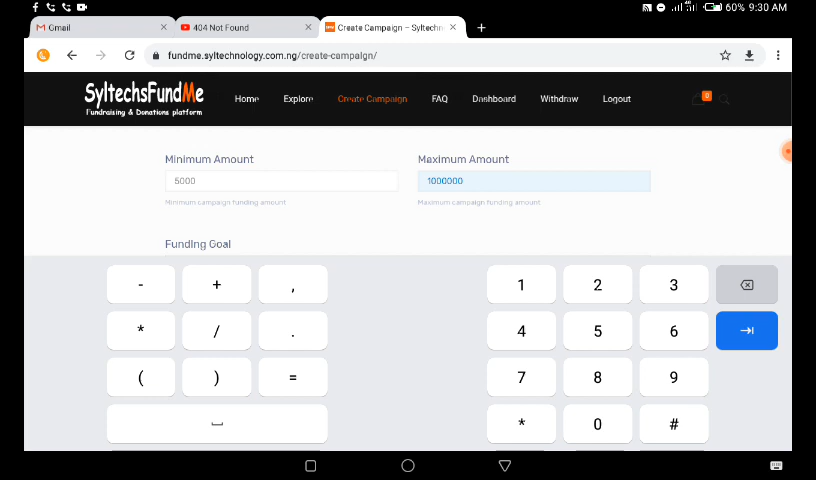 60% 9:30 AM
Gmail
404 Not Found
Create Campaign – Syltechn
fundme.syltechnology.com.ng/create-campaign/
SyltechsFundMe
Fundraising & Donations platform
Home Explore Create Campaign FAQ Dashboard Withdraw Logout 0
Minimum Amount Maximum Amount
5000 1000000
Minimum campaign funding amount Maximum campaign funding amount
Funding Goal
- + , 1 2 3
* / . 4 5 6
( ) = 7 8 9
* 0 #